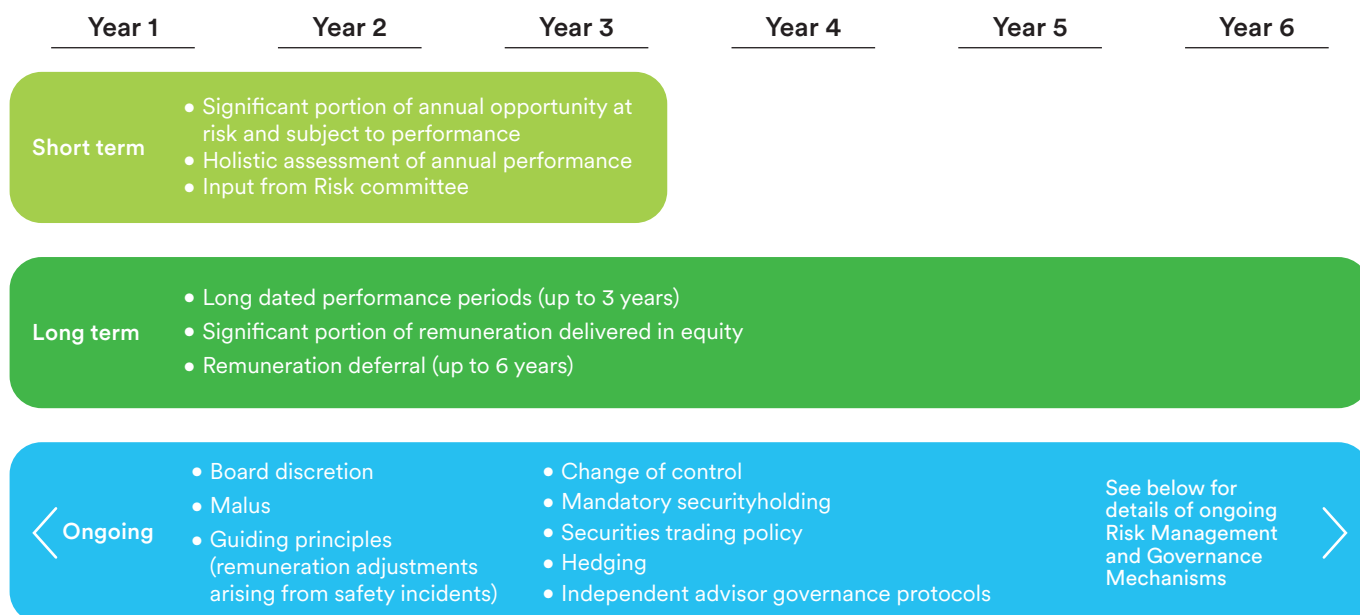 Year 1 Year 2 Year 3 Year 4 Year 5 Year 6
Short term
• Significant portion of annual opportunity at
risk and subject to performance
• Holistic assessment of annual performance
• Input from Risk committee
Long term
• Long dated performance periods (up to 3 years)
• Significant portion of remuneration delivered in equity
• Remuneration deferral (up to 6 years)
Ongoing
• Board discretion
• Malus
• Guiding principles
(remuneration adjustments
arising from safety incidents)
• Change of control
• Mandatory securityholding
• Securities trading policy
• Hedging
• Independent advisor governance protocols
See below for
details of ongoing
Risk Management
and Governance
Mechanisms